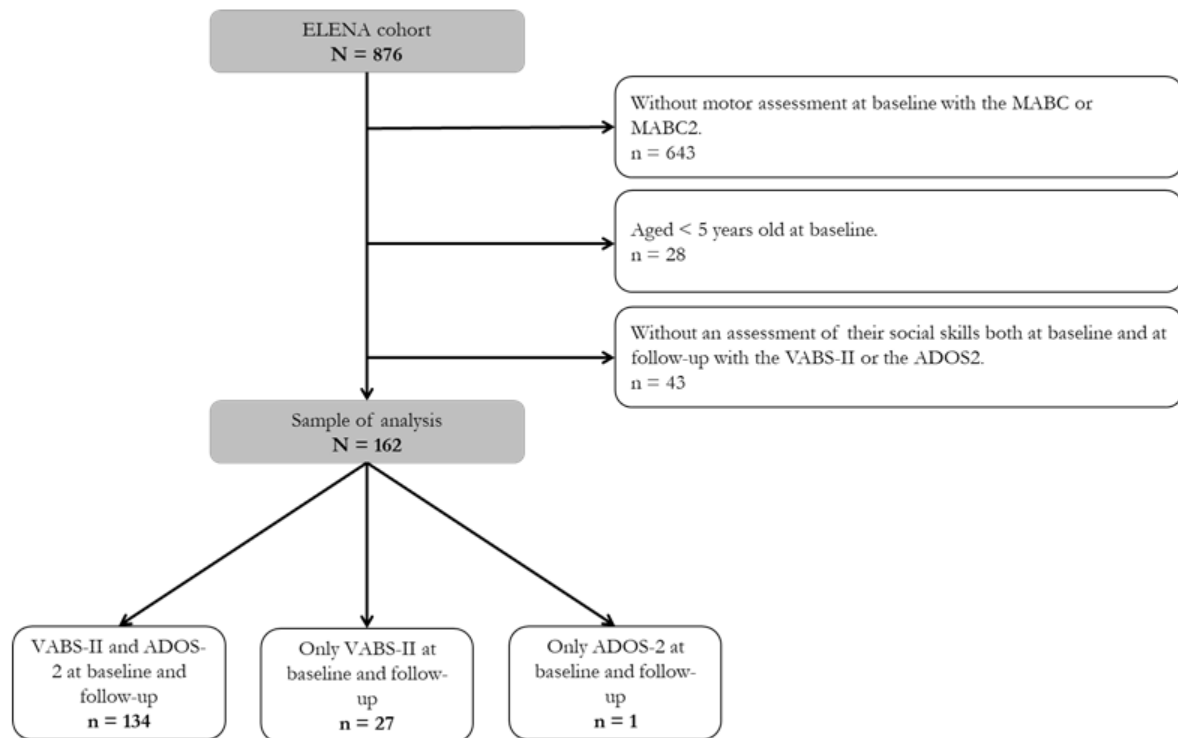 ELENA cohort
N = 876
Without motor assessment at baseline with the MABC or
MABC2.
n = 643
Aged < 5 years old at baseline.
n = 28
Without an assessment of their social skills both at baseline and at
follow-up with the VABS-II or the ADOS2.
n = 43
Sample of analysis
N = 162
VABS-II and ADOS-
2 at baseline and
follow-up
n = 134
Only VABS-II at
baseline and follow-
up
n = 27
Only ADOS-2 at
baseline and follow-
up
n = 1